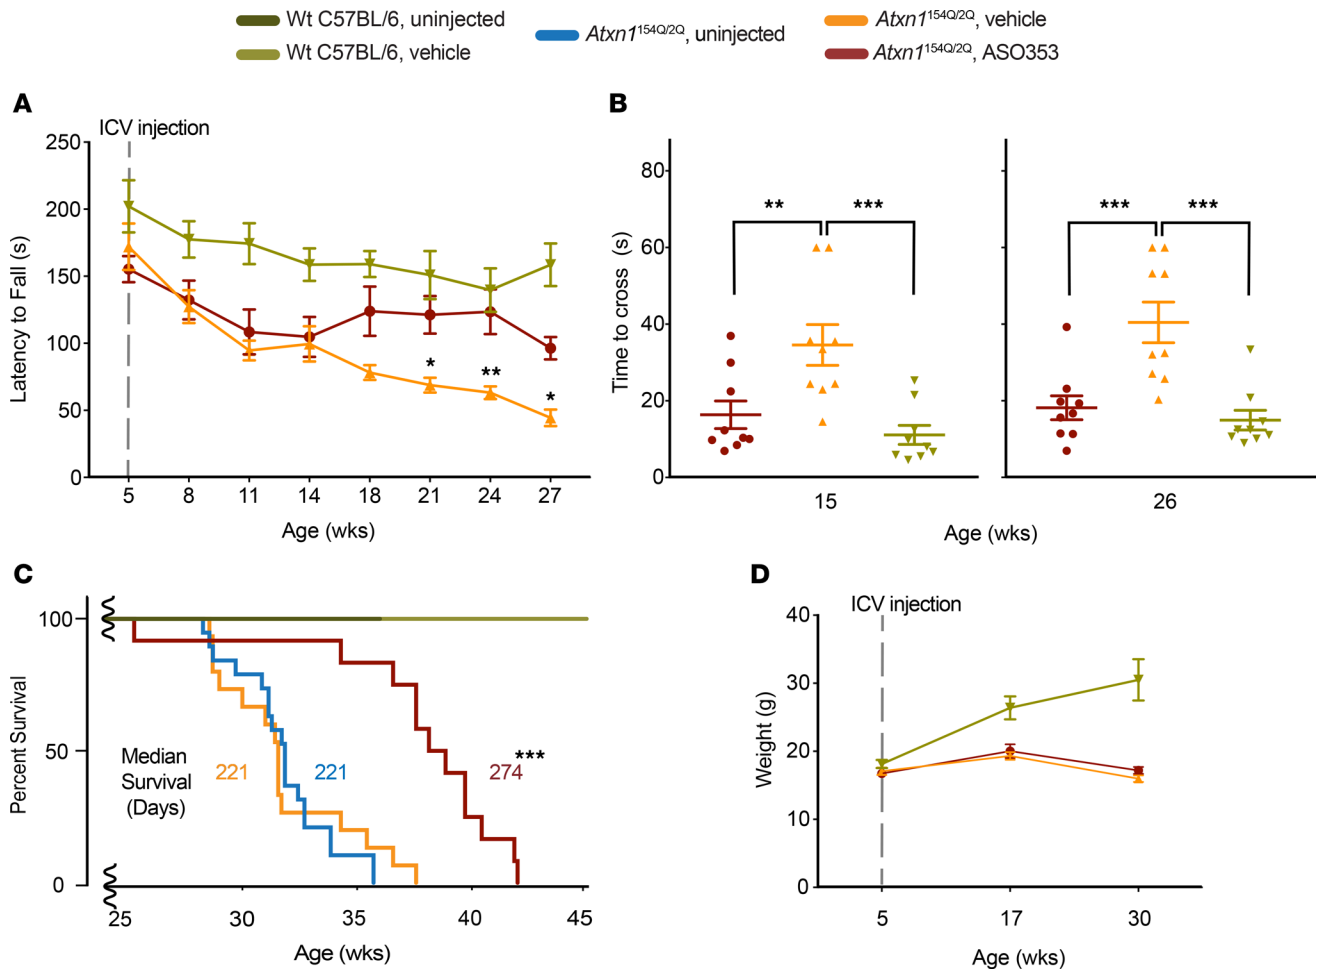 Wt C57BL/6, uninjected
Wt C57BL/6, vehicle
Atxn1154Q/2Q, uninjected
Atxn1154Q/2Q, vehicle
Atxn1154Q/2Q, ASO353
A
ICV injection
250
200
150
100
50
0
Latency to Fall (s)
*
**
*
5 8 11 14 18 21 24 27
Age (wks)
B
80
60
40
20
0
Time to cross (s)
** ***
*** ***
15 26
Age (wks)
C
100
50
0
Percent Survival
Median
Survival
(Days)
221
221
274***
25 30 35 40 45
Age (wks)
D
ICV injection
40
30
20
10
0
Weight (g)
5 17 30
Age (wks)